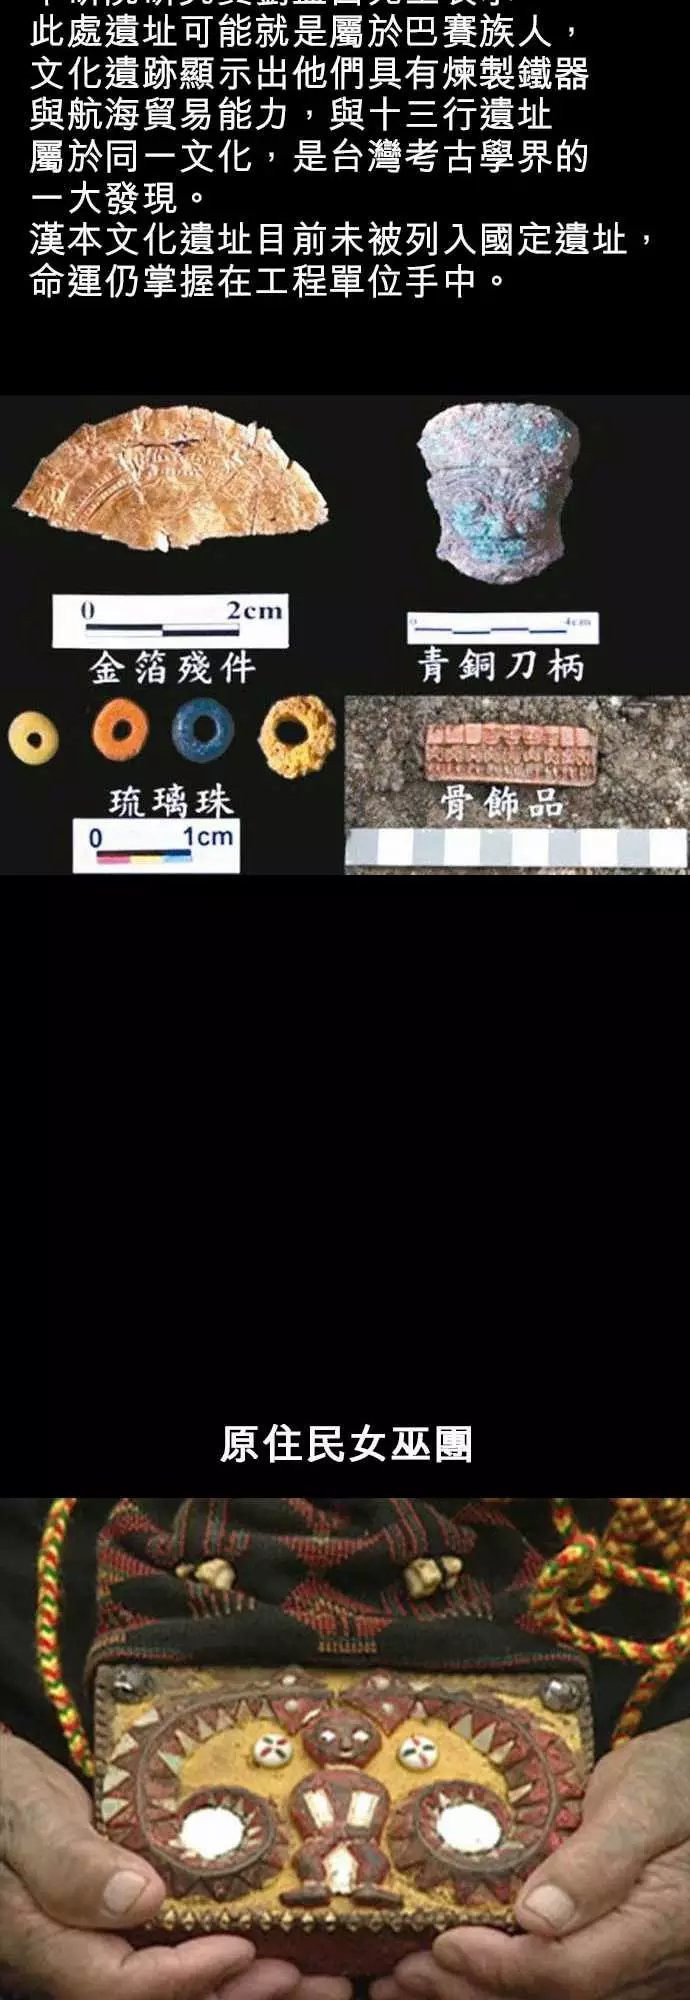 此處遺址可能就是屬於巴賽族人，
文化遺跡顯示出他們具有煉製鐵器
與航海貿易能力，與十三行遺址
屬於同一文化，是台灣考古學界的
一大發現。
漢本文化遺址目前未被列入國定遺址，
命運仍掌握在工程單位手中。
0 2cm
金箔殘件
0 4cm
青銅刀柄
琉璃珠
0 1cm
骨飾品
原住民女巫團